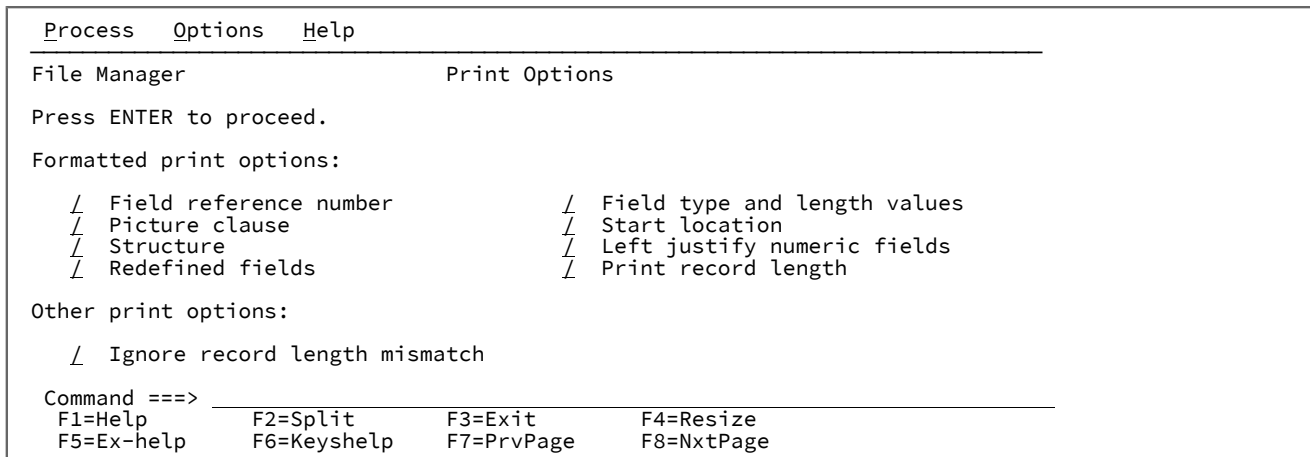 Process Options Help
File Manager Print Options
Press ENTER to proceed.
Formatted print options:
/ Field reference number / Field type and length values
/ Picture clause / Start location
/ Structure / Left justify numeric fields
/ Redefined fields / Print record length
Other print options:
/ Ignore record length mismatch
Command ===>
F1=Help F2=Split F3=Exit F4=Resize
F5=Ex-help F6=Keyshelp F7=PrvPage F8=NxtPage